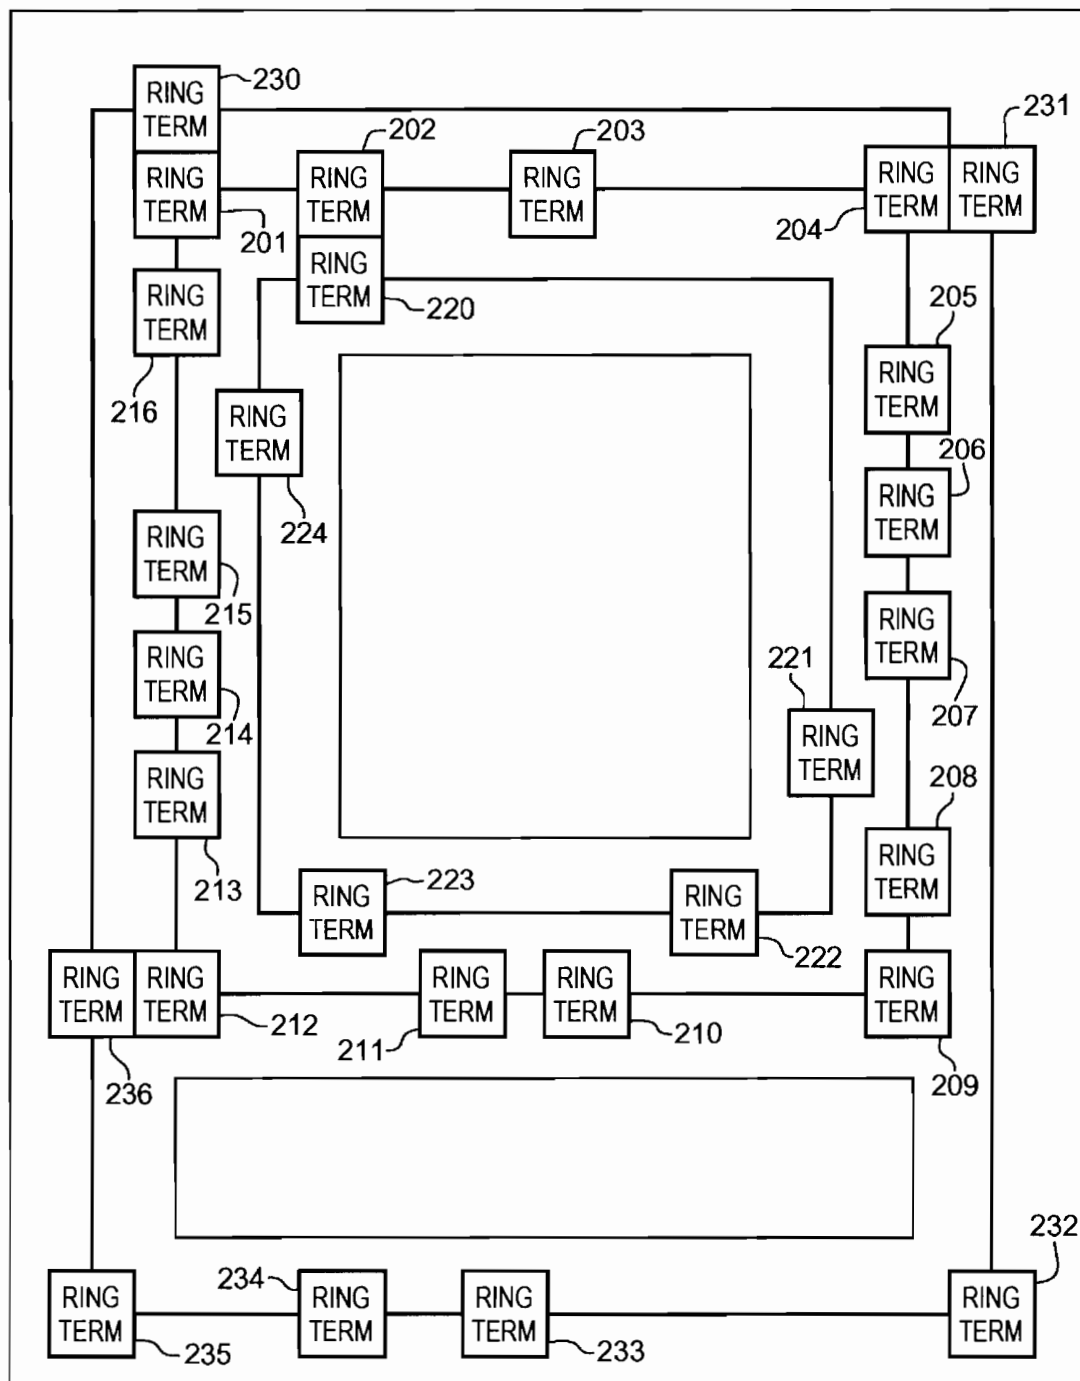 RING
TERM
230
231
202
203
RING
TERM
201
RING
TERM
RING
TERM
RING
TERM
204
RING
TERM
RING
TERM
220
RING
TERM
216
205
RING
TERM
RING
TERM
224
206
RING
TERM
RING
TERM
215
RING
TERM
207
RING
TERM
214
221
RING
TERM
RING
TERM
213
208
RING
TERM
RING
TERM
223
RING
TERM
222
RING
TERM
236
RING
TERM
212
RING
TERM
211
RING
TERM
210
RING
TERM
209
232
RING
TERM
RING
TERM
235
234
RING
TERM
RING
TERM
233